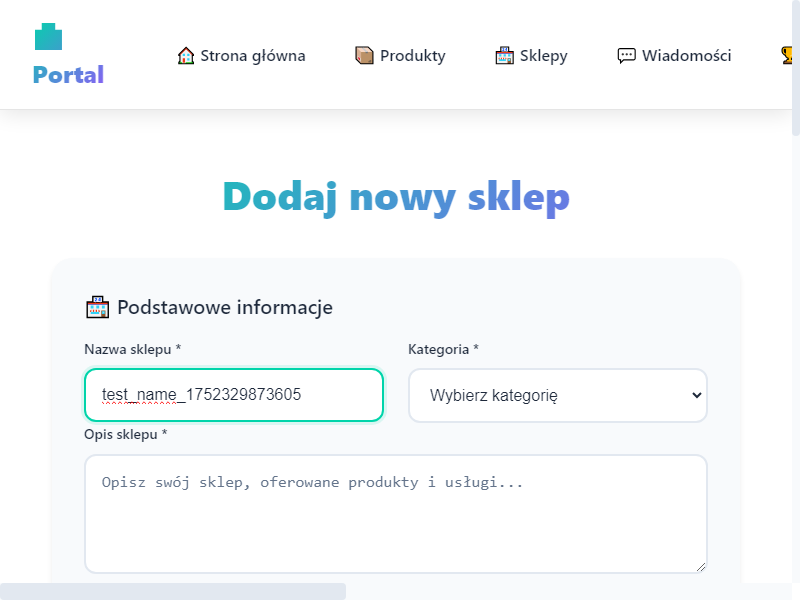 Portal
Strona główna
Produkty
Sklepy
Wiadomości
Dodaj nowy sklep
Podstawowe informacje
Nazwa sklepu *
Kategoria *
test_name_1752329873605
Wybierz kategorię
Opis sklepu *
Opisz swój sklep, oferowane produkty i usługi...